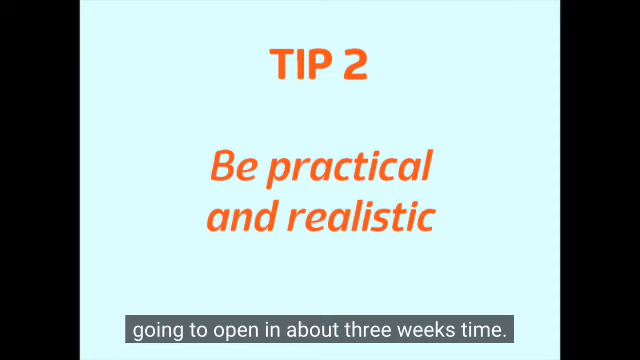 TIP 2
Be practical
and realistic
going to open in about three weeks time.